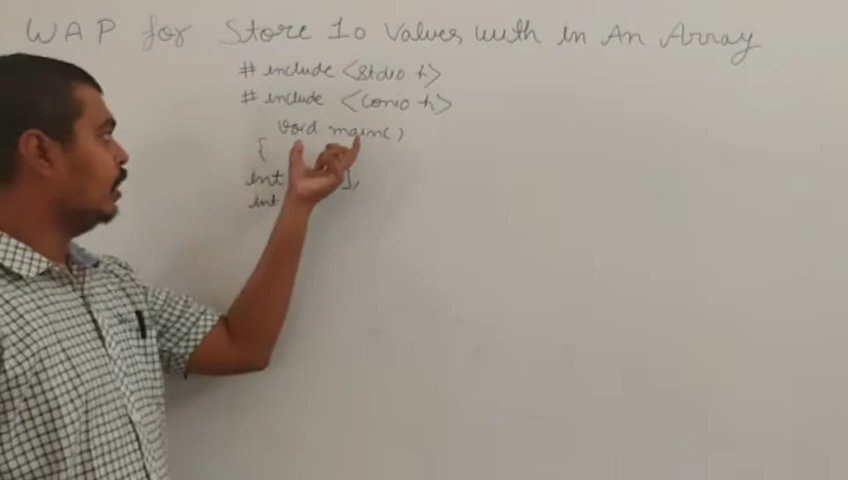 WAP for Store 10 Values with in An Array
# include <stdio h>
# include <conio h>
void main()
{
int ],
int